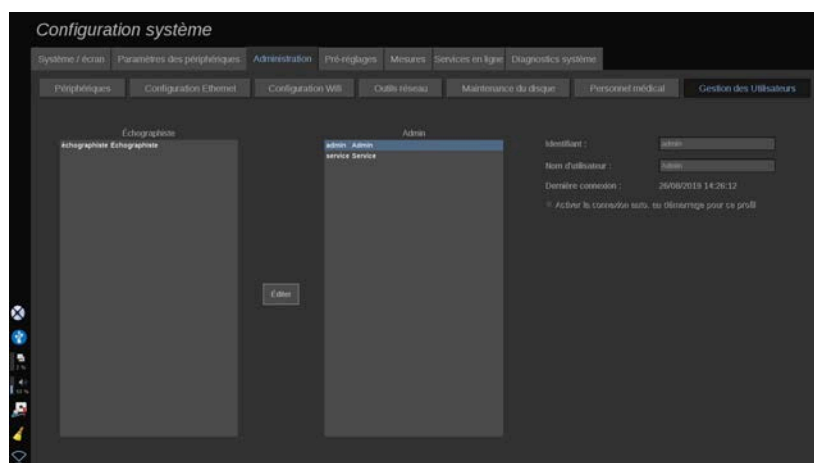 Configuration système
Système / écran Paramètres des périphériques Administration Pré-réglages Mesures Services en ligne Diagnostics système
Périphériques Configuration Ethernet Configuration Wifi Outils réseau Maintenance du disque Personnel médical Gestion des Utilisateurs
Échographiste Admin
échographiste Échographiste admin Admin Identifiant : admin
service Service
Nom d'utilisateur : Admin
Dernière connexion : 26/08/2019 14:26:12
Activer la connexion auto. au démarrage pour ce profil
Éditer